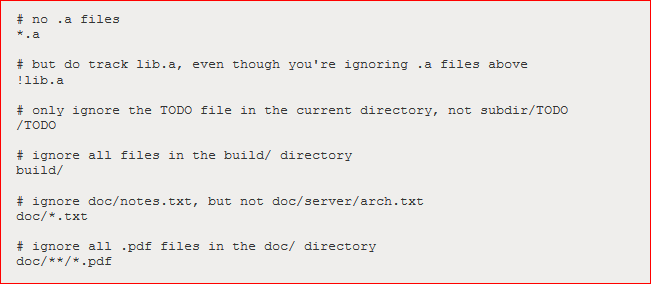 # no .a files
*.a
# but do track lib.a, even though you're ignoring .a files above
!lib.a
# only ignore the TODO file in the current directory, not subdir/TODO
/TODO
# ignore all files in the build/ directory
build/
# ignore doc/notes.txt, but not doc/server/arch.txt
doc/*.txt
# ignore all .pdf files in the doc/ directory
doc/**/*.pdf